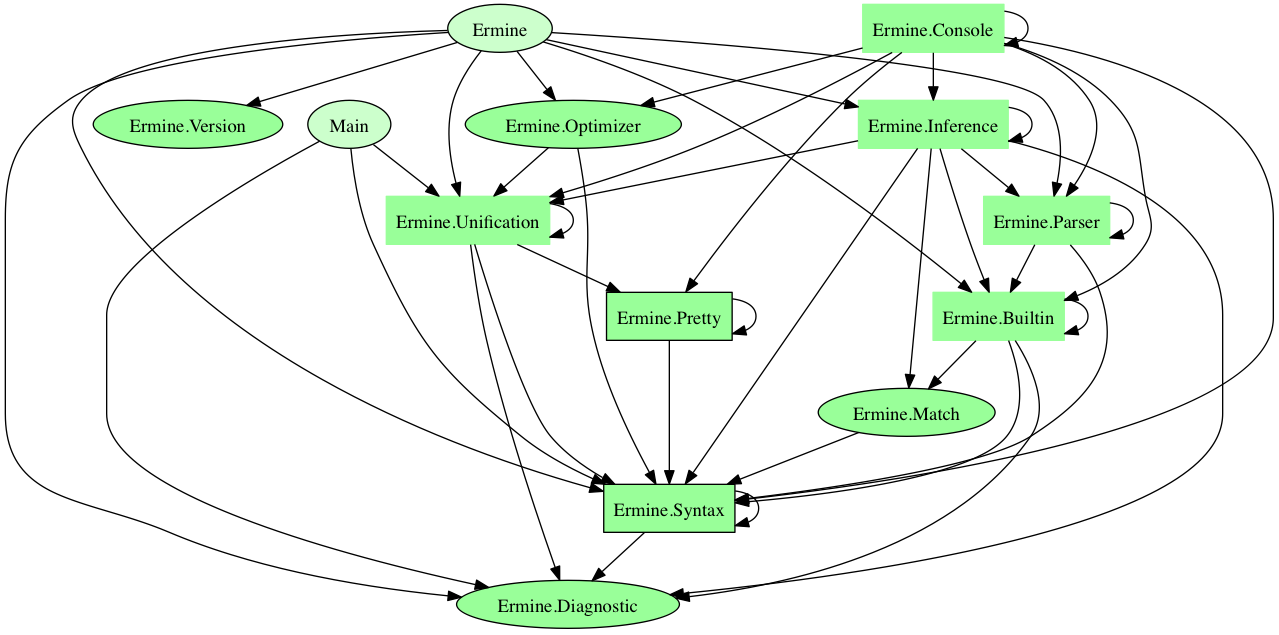 Ermine
Ermine.Console
Ermine.Version
Main
Ermine.Optimizer
Ermine.Inference
Ermine.Unification
Ermine.Parser
Ermine.Pretty
Ermine.Builtin
Ermine.Match
Ermine.Syntax
Ermine.Diagnostic